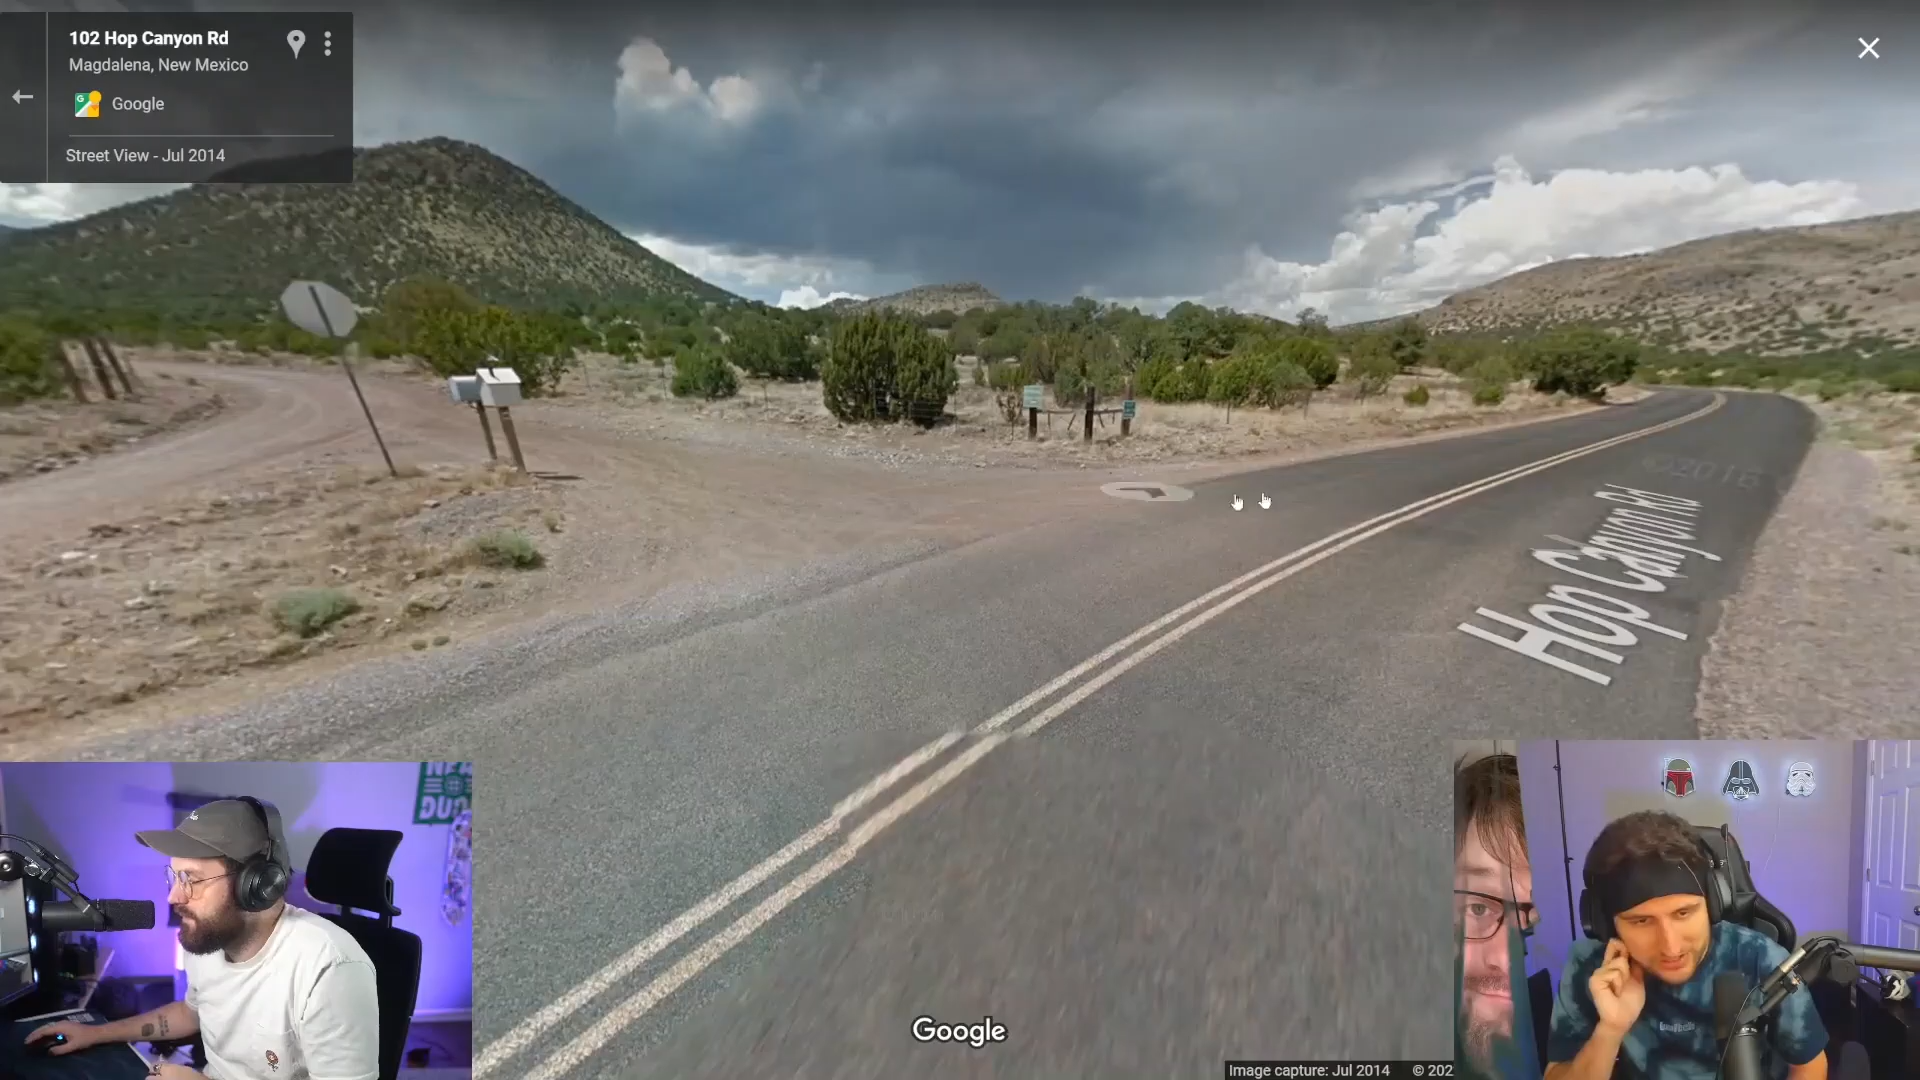 102 Hop Canyon Rd
Magdalena, New Mexico
Google
Street View - Jul 2014
©2016
Hop Canyon Rd
Google
Image capture: Jul 2014 © 202